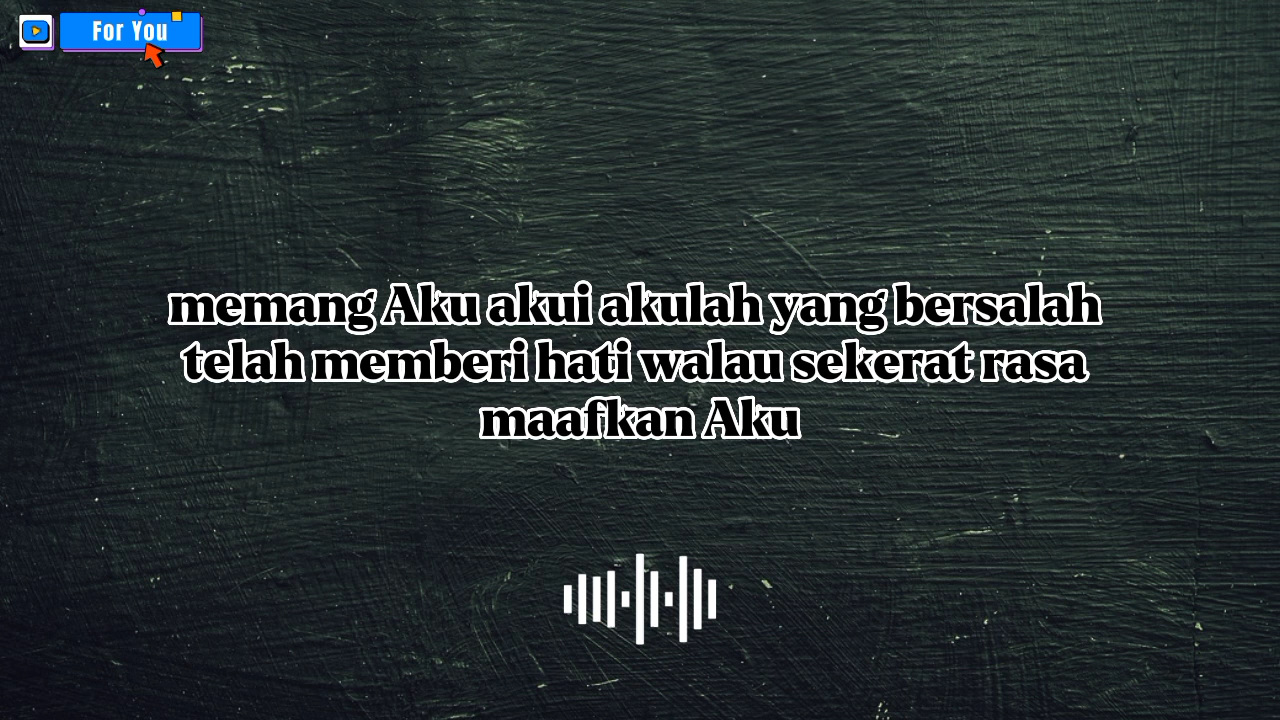 For You
memang Aku akui akulah yang bersalah
telah memberi hati walau sekerat rasa
maafkan Aku